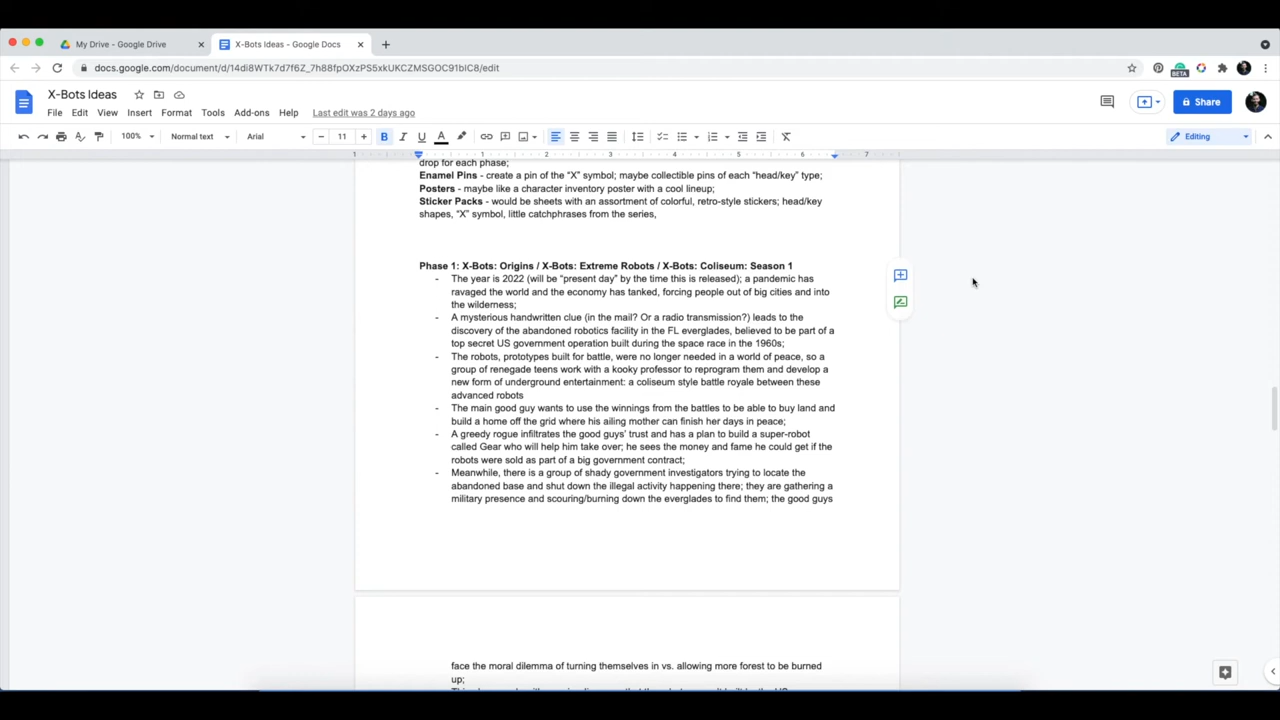 My Drive - Google Drive
X-Bots Ideas - Google Docs
docs.google.com/document/d/14di8WTk7d7f6Z_7h88fpOXzPS5xkUKCZMSGOC91bIC8/edit
BETA
X-Bots Ideas
File Edit View Insert Format Tools Add-ons Help Last edit was 2 days ago
Share
100% Normal text Arial 11 B I U A Editing
1 1 2 3 4 5 6 7
drop for each phase;
Enamel Pins - create a pin of the “X” symbol; maybe collectible pins of each “head/key” type;
Posters - maybe like a character inventory poster with a cool lineup;
Sticker Packs - would be sheets with an assortment of colorful, retro-style stickers; head/key
shapes, “X” symbol, little catchphrases from the series,
Phase 1: X-Bots: Origins / X-Bots: Extreme Robots / X-Bots: Coliseum: Season 1
- The year is 2022 (will be “present day” by the time this is released); a pandemic has
ravaged the world and the economy has tanked, forcing people out of big cities and into
the wilderness;
- A mysterious handwritten clue (in the mail? Or a radio transmission?) leads to the
discovery of the abandoned robotics facility in the FL everglades, believed to be part of a
top secret US government operation built during the space race in the 1960s;
- The robots, prototypes built for battle, were no longer needed in a world of peace, so a
group of renegade teens work with a kooky professor to reprogram them and develop a
new form of underground entertainment: a coliseum style battle royale between these
advanced robots
- The main good guy wants to use the winnings from the battles to be able to buy land and
build a home off the grid where his ailing mother can finish her days in peace;
- A greedy rogue infiltrates the good guys’ trust and has a plan to build a super-robot
called Gear who will help him take over; he sees the money and fame he could get if the
robots were sold as part of a big government contract;
- Meanwhile, there is a group of shady government investigators trying to locate the
abandoned base and shut down the illegal activity happening there; they are gathering a
military presence and scouring/burning down the everglades to find them; the good guys
face the moral dilemma of turning themselves in vs. allowing more forest to be burned
up;